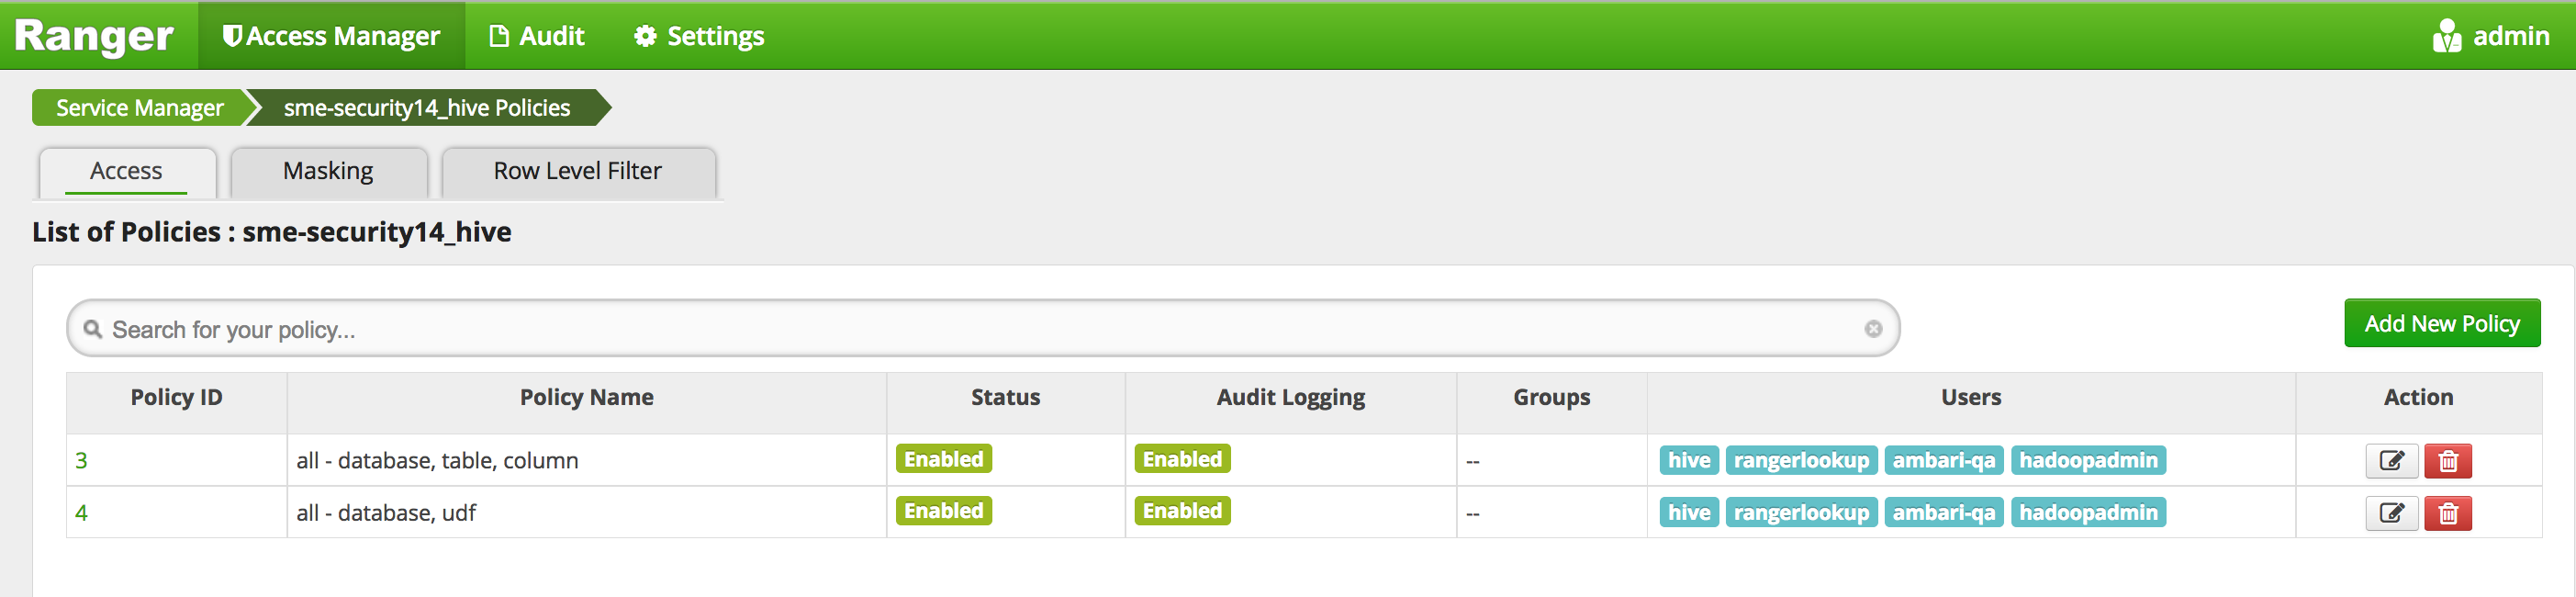 Ranger Access Manager Audit Settings admin
Service Manager sme-security14_hive Policies
Access Masking Row Level Filter
List of Policies : sme-security14_hive
Search for your policy... Add New Policy
Policy ID Policy Name Status Audit Logging Groups Users Action
3 all - database, table, column Enabled Enabled -- hive rangerlookup ambari-qa hadoopadmin
4 all - database, udf Enabled Enabled -- hive rangerlookup ambari-qa hadoopadmin